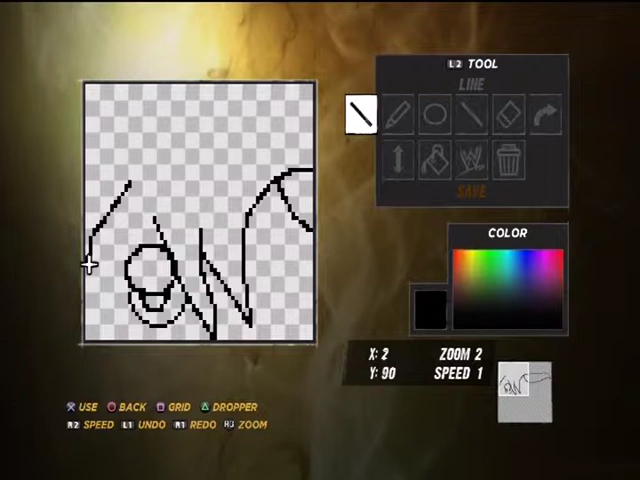 L2 TOOL
LINE
SAVE
COLOR
X: 2 ZOOM 2
Y: 90 SPEED 1
USE BACK GRID DROPPER
R2 SPEED L1 UNDO R1 REDO ZOOM